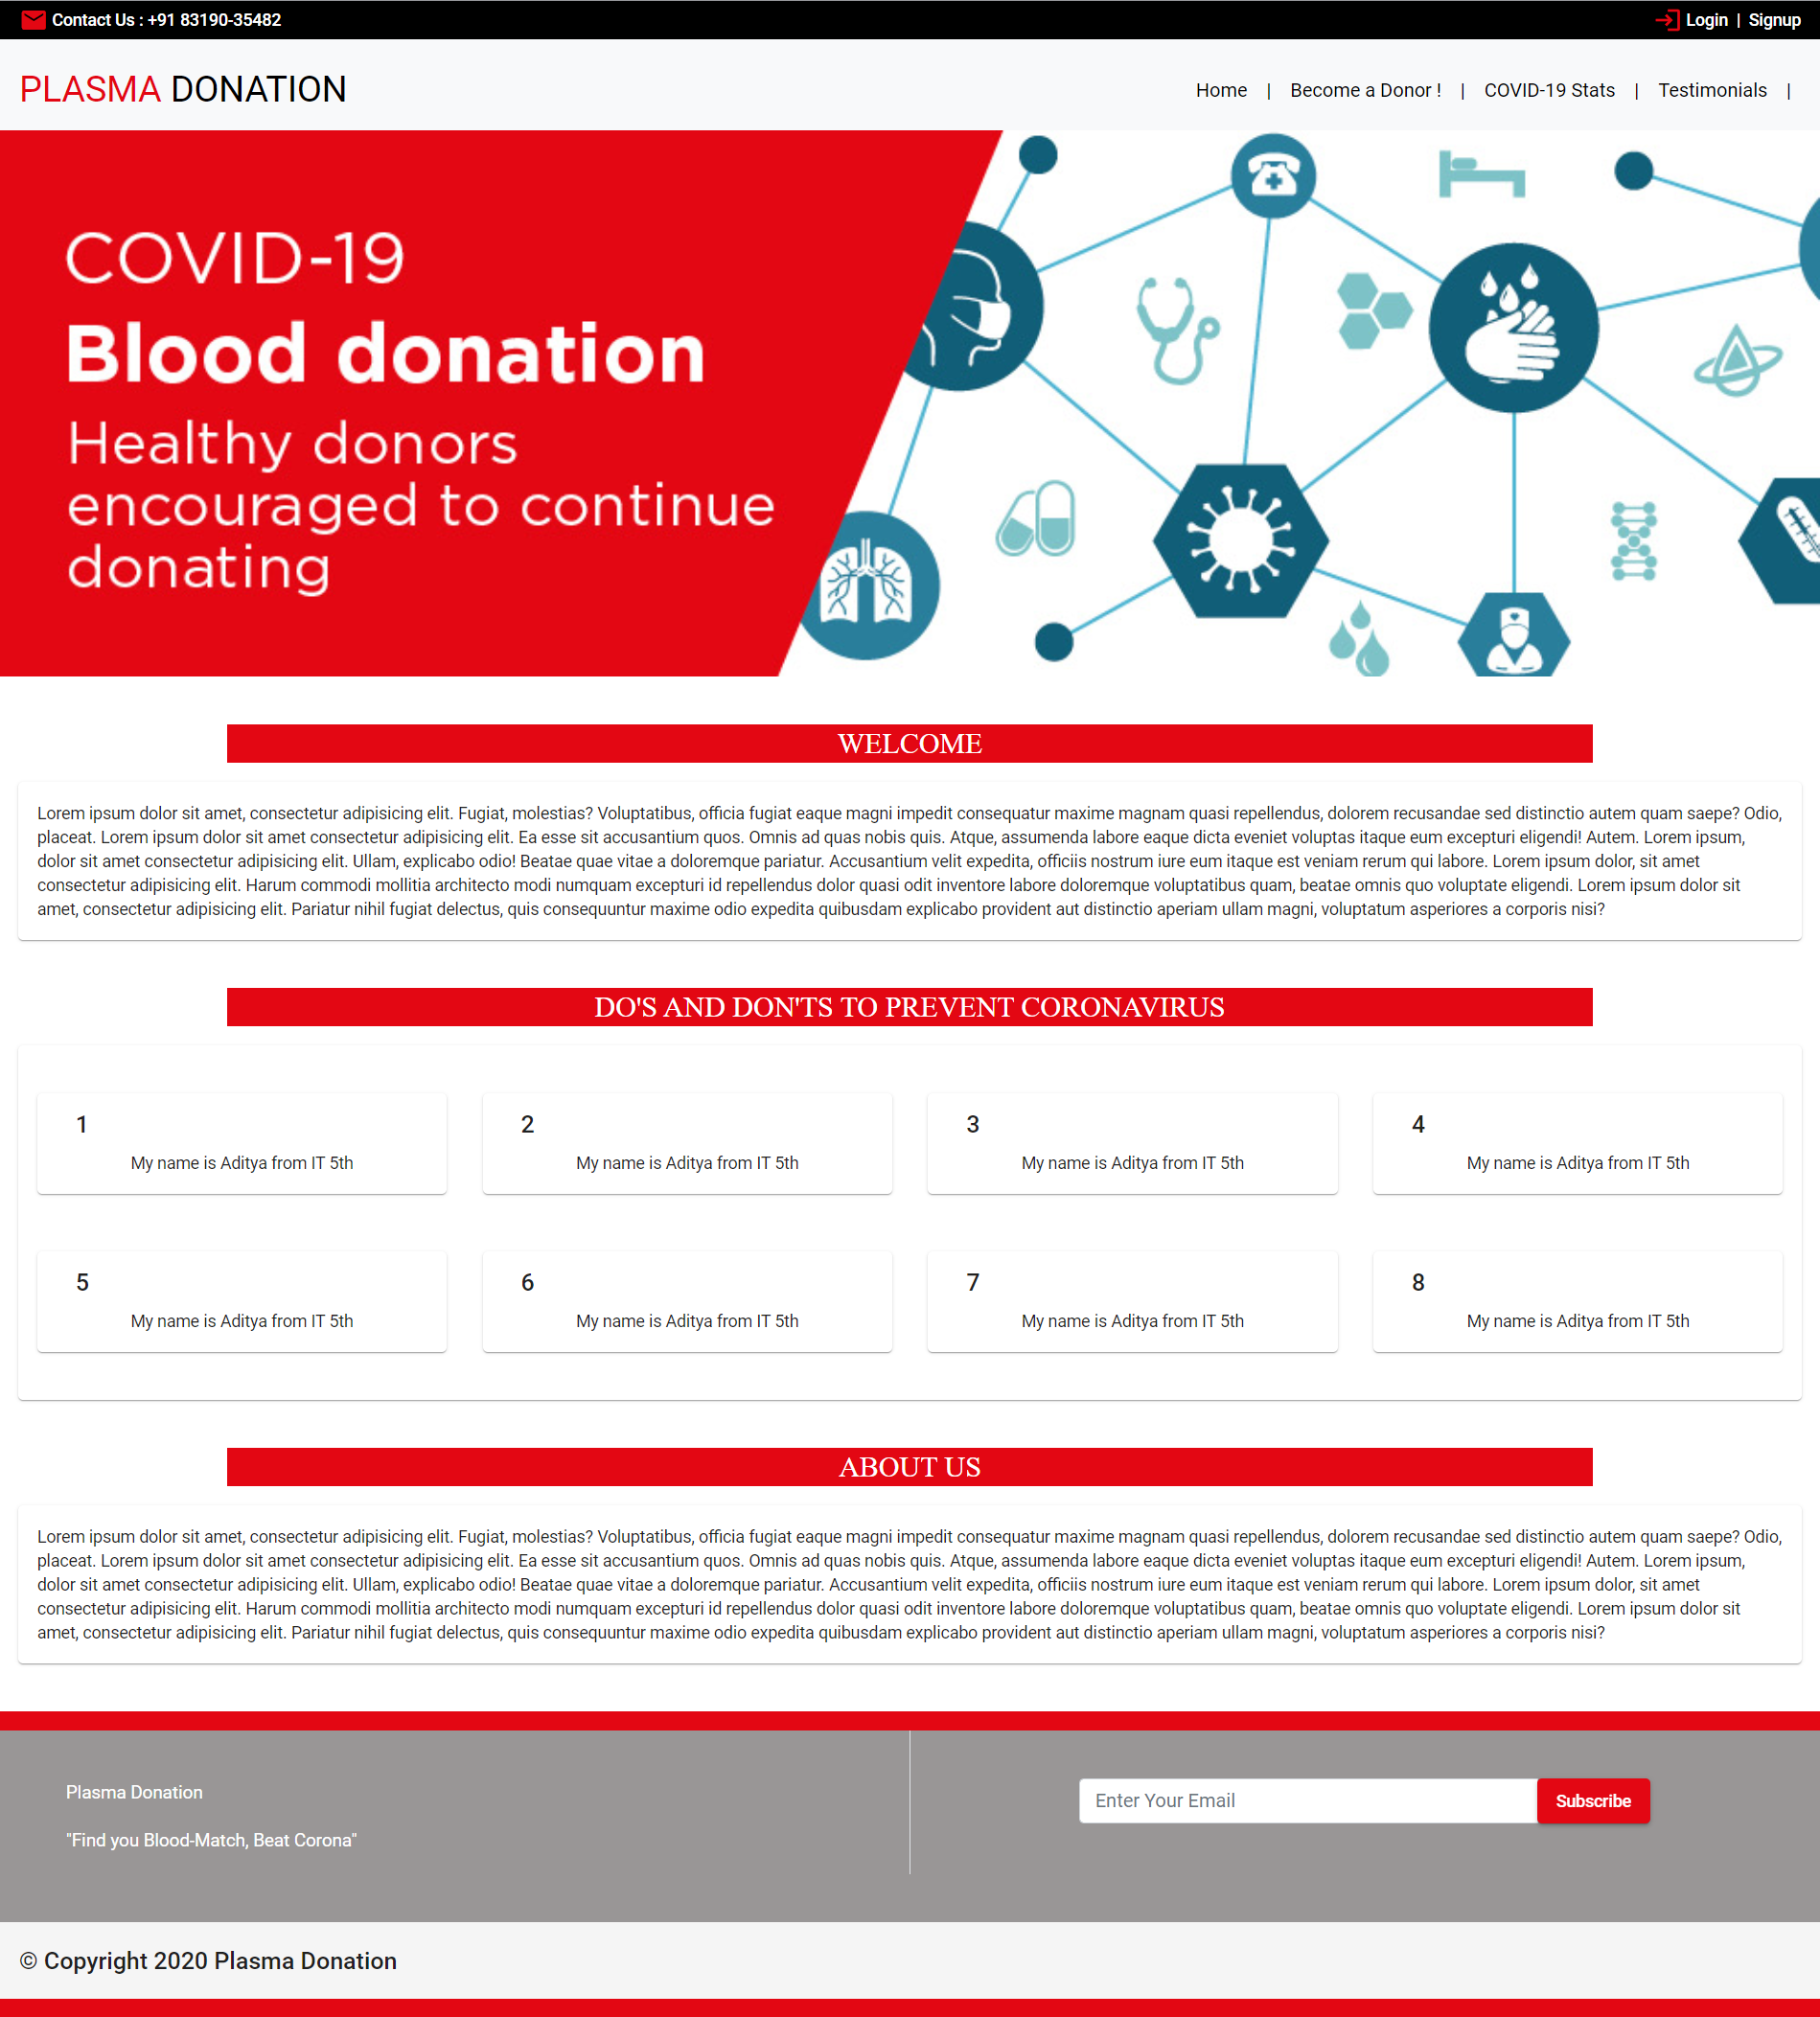 Contact Us : +91 83190-35482
Login | Signup
PLASMA DONATION
Home | Become a Donor ! | COVID-19 Stats | Testimonials |
COVID-19
Blood donation
Healthy donors
encouraged to continue
donating
WELCOME
Lorem ipsum dolor sit amet, consectetur adipisicing elit. Fugiat, molestias? Voluptatibus, officia fugiat eaque magni impedit consequatur maxime magnam quasi repellendus, dolorem recusandae sed distinctio autem quam saepe? Odio,
placeat. Lorem ipsum dolor sit amet consectetur adipisicing elit. Ea esse sit accusantium quos. Omnis ad quas nobis quis. Atque, assumenda labore eaque dicta eveniet voluptas itaque eum excepturi eligendi! Autem. Lorem ipsum,
dolor sit amet consectetur adipisicing elit. Ullam, explicabo odio! Beatae quae vitae a doloremque pariatur. Accusantium velit expedita, officiis nostrum iure eum itaque est veniam rerum qui labore. Lorem ipsum dolor, sit amet
consectetur adipisicing elit. Harum commodi mollitia architecto modi numquam excepturi id repellendus dolor quasi odit inventore labore doloremque voluptatibus quam, beatae omnis quo voluptate eligendi. Lorem ipsum dolor sit
amet, consectetur adipisicing elit. Pariatur nihil fugiat delectus, quis consequuntur maxime odio expedita quibusdam explicabo provident aut distinctio aperiam ullam magni, voluptatum asperiores a corporis nisi?
DO'S AND DON'TS TO PREVENT CORONAVIRUS
1
My name is Aditya from IT 5th
2
My name is Aditya from IT 5th
3
My name is Aditya from IT 5th
4
My name is Aditya from IT 5th
5
My name is Aditya from IT 5th
6
My name is Aditya from IT 5th
7
My name is Aditya from IT 5th
8
My name is Aditya from IT 5th
ABOUT US
Lorem ipsum dolor sit amet, consectetur adipisicing elit. Fugiat, molestias? Voluptatibus, officia fugiat eaque magni impedit consequatur maxime magnam quasi repellendus, dolorem recusandae sed distinctio autem quam saepe? Odio,
placeat. Lorem ipsum dolor sit amet consectetur adipisicing elit. Ea esse sit accusantium quos. Omnis ad quas nobis quis. Atque, assumenda labore eaque dicta eveniet voluptas itaque eum excepturi eligendi! Autem. Lorem ipsum,
dolor sit amet consectetur adipisicing elit. Ullam, explicabo odio! Beatae quae vitae a doloremque pariatur. Accusantium velit expedita, officiis nostrum iure eum itaque est veniam rerum qui labore. Lorem ipsum dolor, sit amet
consectetur adipisicing elit. Harum commodi mollitia architecto modi numquam excepturi id repellendus dolor quasi odit inventore labore doloremque voluptatibus quam, beatae omnis quo voluptate eligendi. Lorem ipsum dolor sit
amet, consectetur adipisicing elit. Pariatur nihil fugiat delectus, quis consequuntur maxime odio expedita quibusdam explicabo provident aut distinctio aperiam ullam magni, voluptatum asperiores a corporis nisi?
Plasma Donation
"Find you Blood-Match, Beat Corona"
Enter Your Email
Subscribe
© Copyright 2020 Plasma Donation